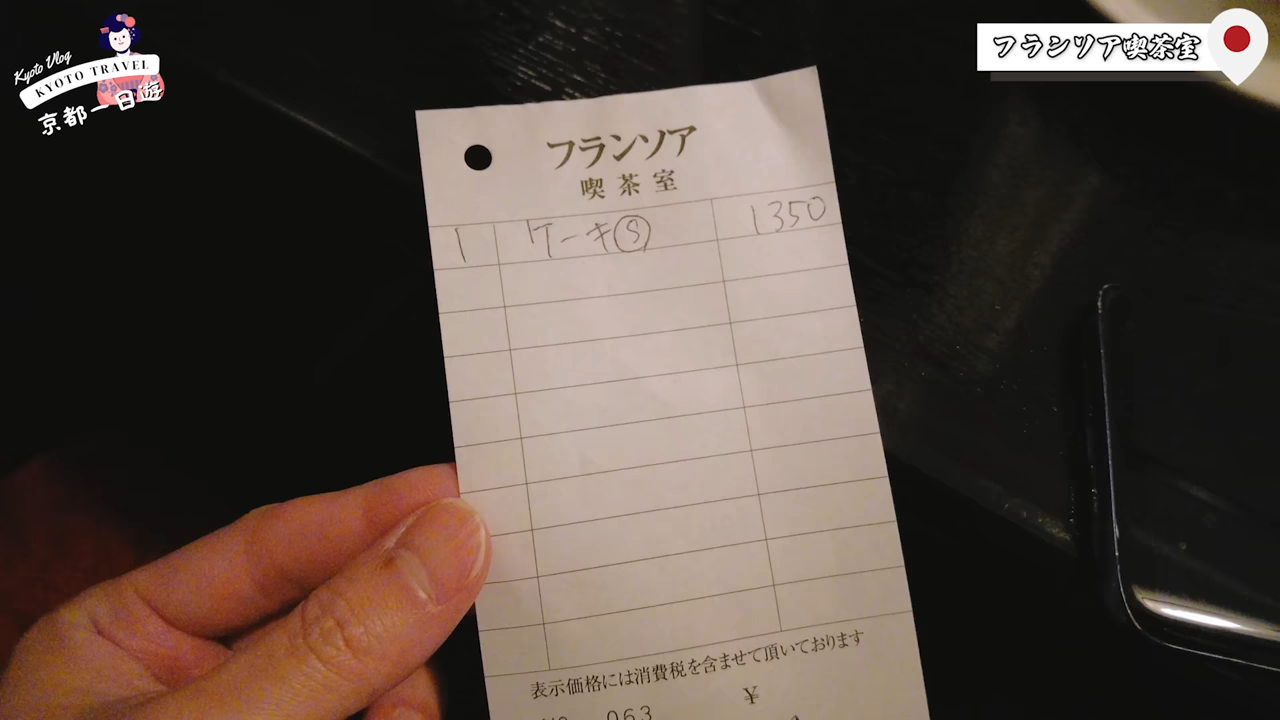 Kyoto Vlog
KYOTO TRAVEL
京都一日遊
フランソア喫茶室
フランソア
喫茶室
1 ケーキⓈ 1350
表示価格には消費税を含ませて頂いております
063 ¥